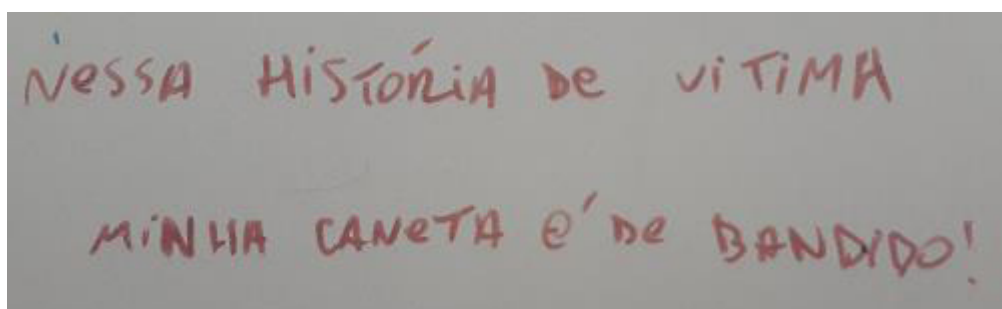 NESSA HISTÓRIA DE VITIMA
MINHA CANETA É DE BANDIDO!